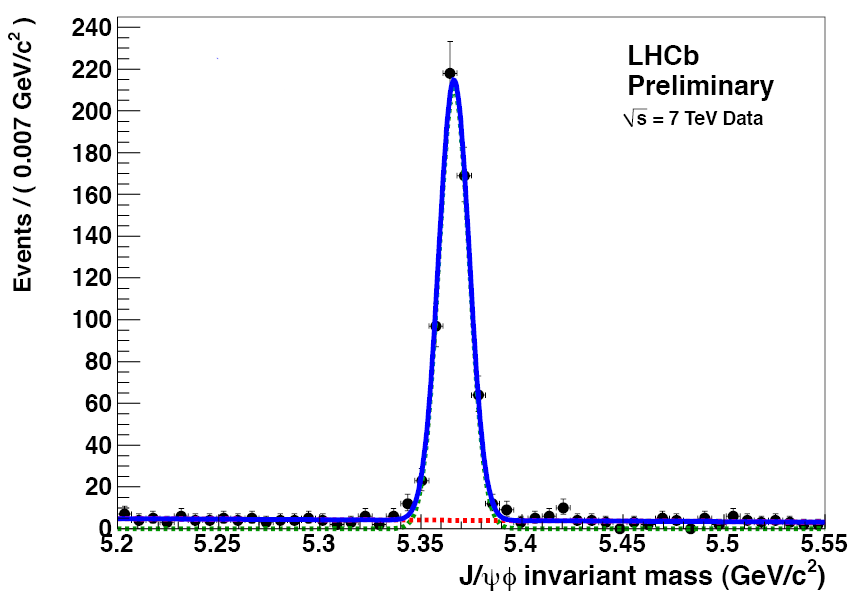 Events / ( 0.007 GeV/c² )
240
220
200
180
160
140
120
100
80
60
40
20
0
LHCb
Preliminary
√s = 7 TeV Data
5.2 5.25 5.3 5.35 5.4 5.45 5.5 5.55
J/ψϕ invariant mass (GeV/c²)